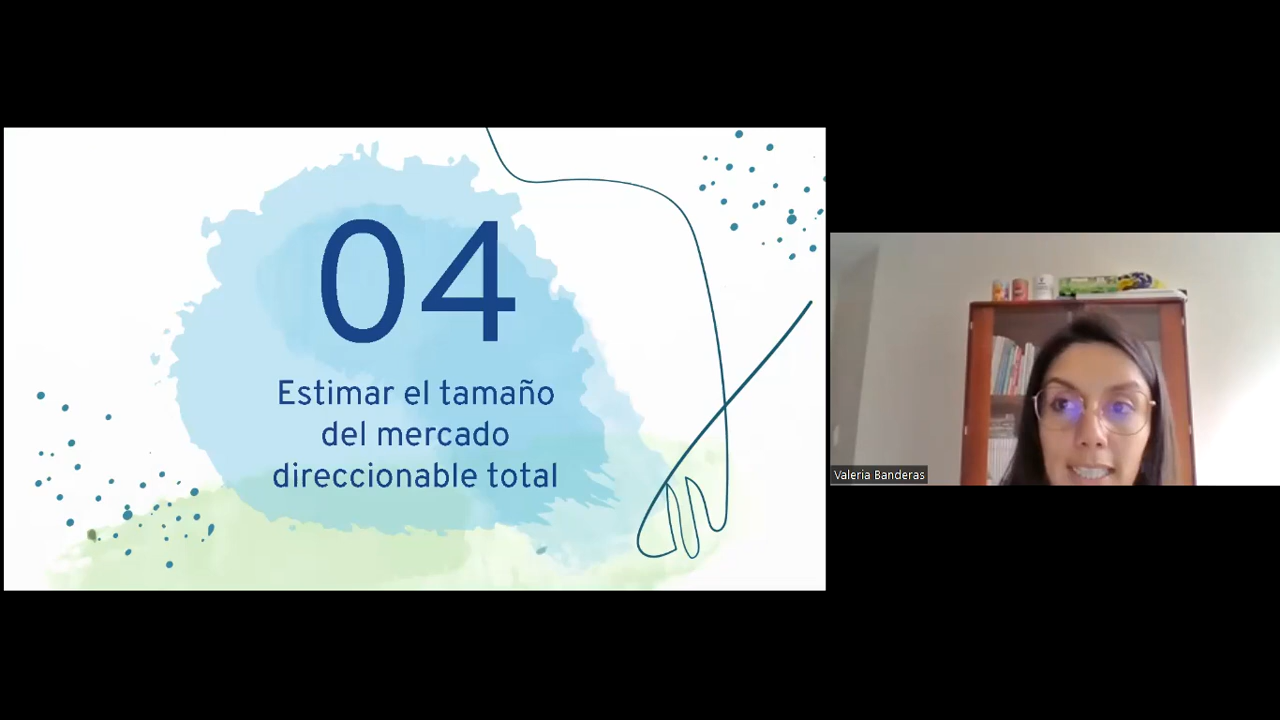 04
Estimar el tamaño
del mercado
direccionable total
Valeria Banderas